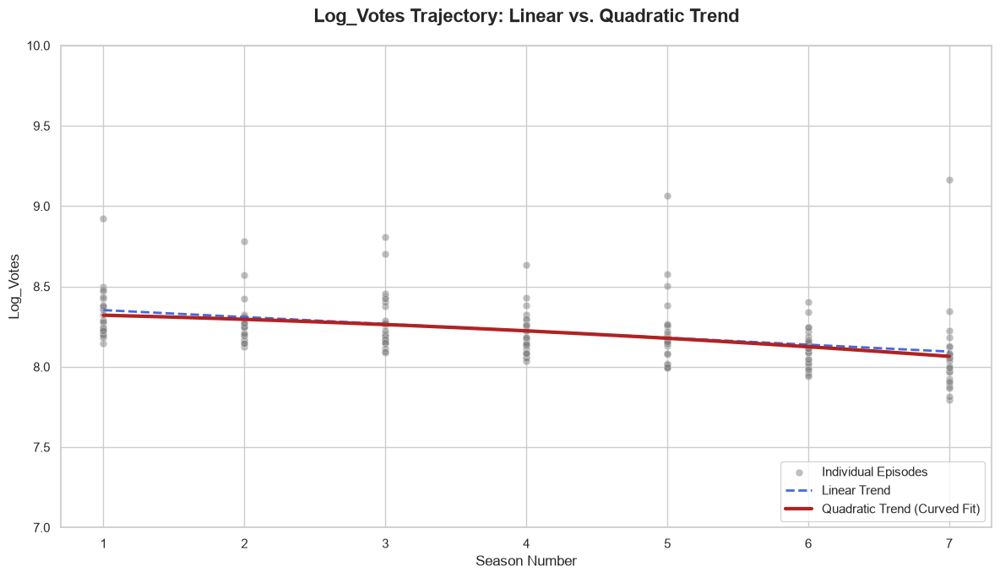 Log_Votes Trajectory: Linear vs. Quadratic Trend
10.0
9.5
9.0
8.5
8.0
7.5
7.0
Log_Votes
1 2 3 4 5 6 7
Season Number
Individual Episodes
Linear Trend
Quadratic Trend (Curved Fit)